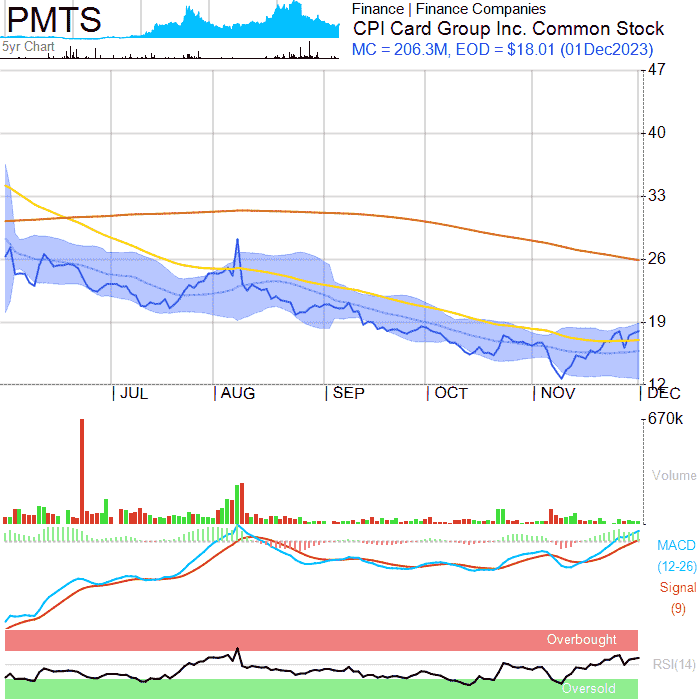 PMTS
5yr Chart
Finance | Finance Companies
CPI Card Group Inc. Common Stock
MC = 206.3M, EOD = $18.01 (01Dec2023)
47
40
33
26
19
12
| JUL | AUG | SEP | OCT | NOV | DEC
670k
Volume
MACD
(12-26)
Signal
(9)
Overbought
RSI(14)
Oversold